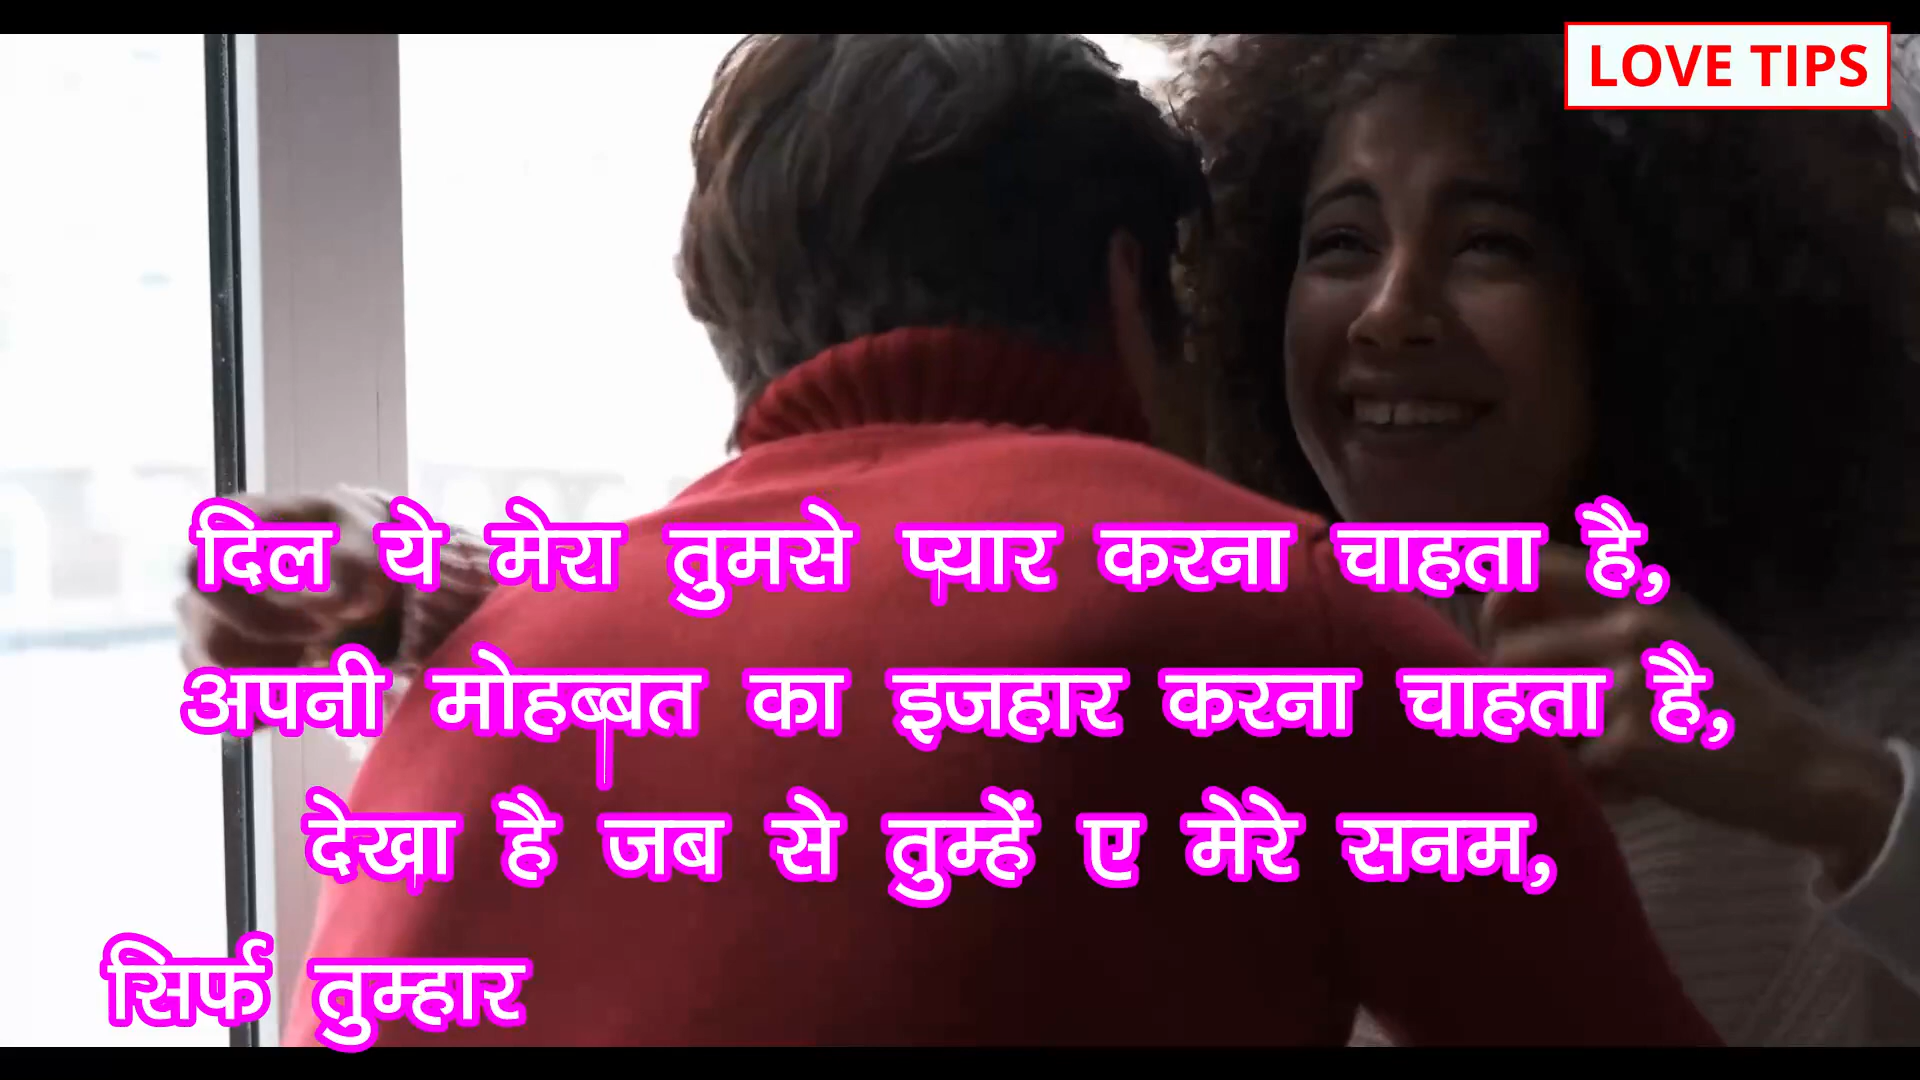 LOVE TIPS
दिल ये मेरा तुमसे प्यार करना चाहता है,
अपनी मोहब्बत का इजहार करना चाहता है,
देखा है जब से तुम्हें ए मेरे सनम,
सिर्फ तुम्हार